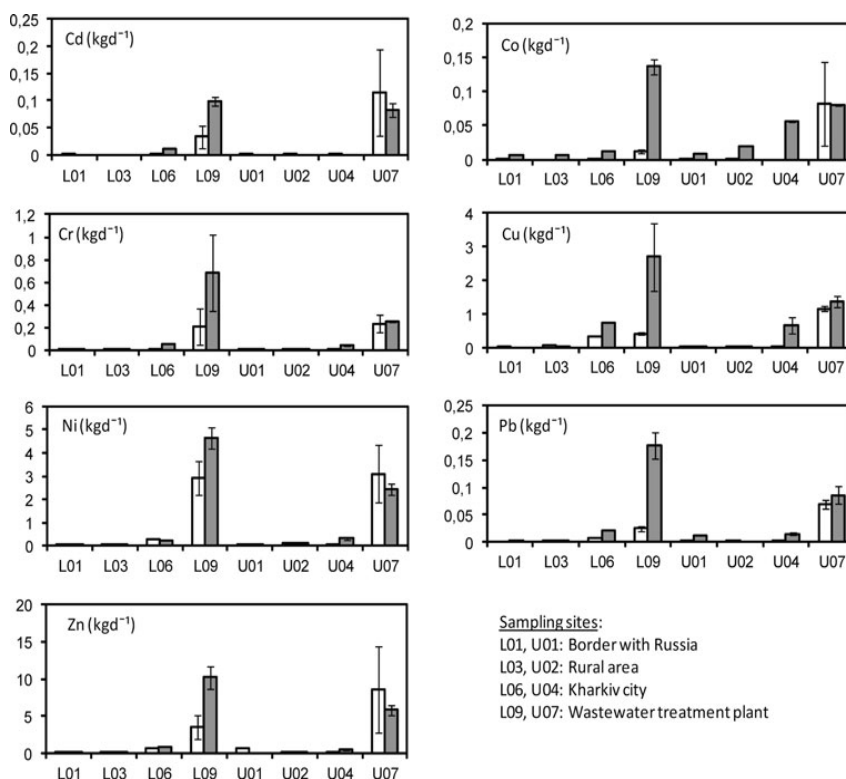 Cd (kgd⁻¹)
0,25
0,2
0,15
0,1
0,05
0
L01 L03 L06 L09 U01 U02 U04 U07
Co (kgd⁻¹)
0,2
0,15
0,1
0,05
0
L01 L03 L06 L09 U01 U02 U04 U07
Cr (kgd⁻¹)
1,2
1
0,8
0,6
0,4
0,2
0
L01 L03 L06 L09 U01 U02 U04 U07
Cu (kgd⁻¹)
4
3
2
1
0
L01 L03 L06 L09 U01 U02 U04 U07
Ni (kgd⁻¹)
6
5
4
3
2
1
0
L01 L03 L06 L09 U01 U02 U04 U07
Pb (kgd⁻¹)
0,25
0,2
0,15
0,1
0,05
0
L01 L03 L06 L09 U01 U02 U04 U07
Zn (kgd⁻¹)
20
15
10
5
0
L01 L03 L06 L09 U01 U02 U04 U07
Sampling sites:
L01, U01: Border with Russia
L03, U02: Rural area
L06, U04: Kharkiv city
L09, U07: Wastewater treatment plant